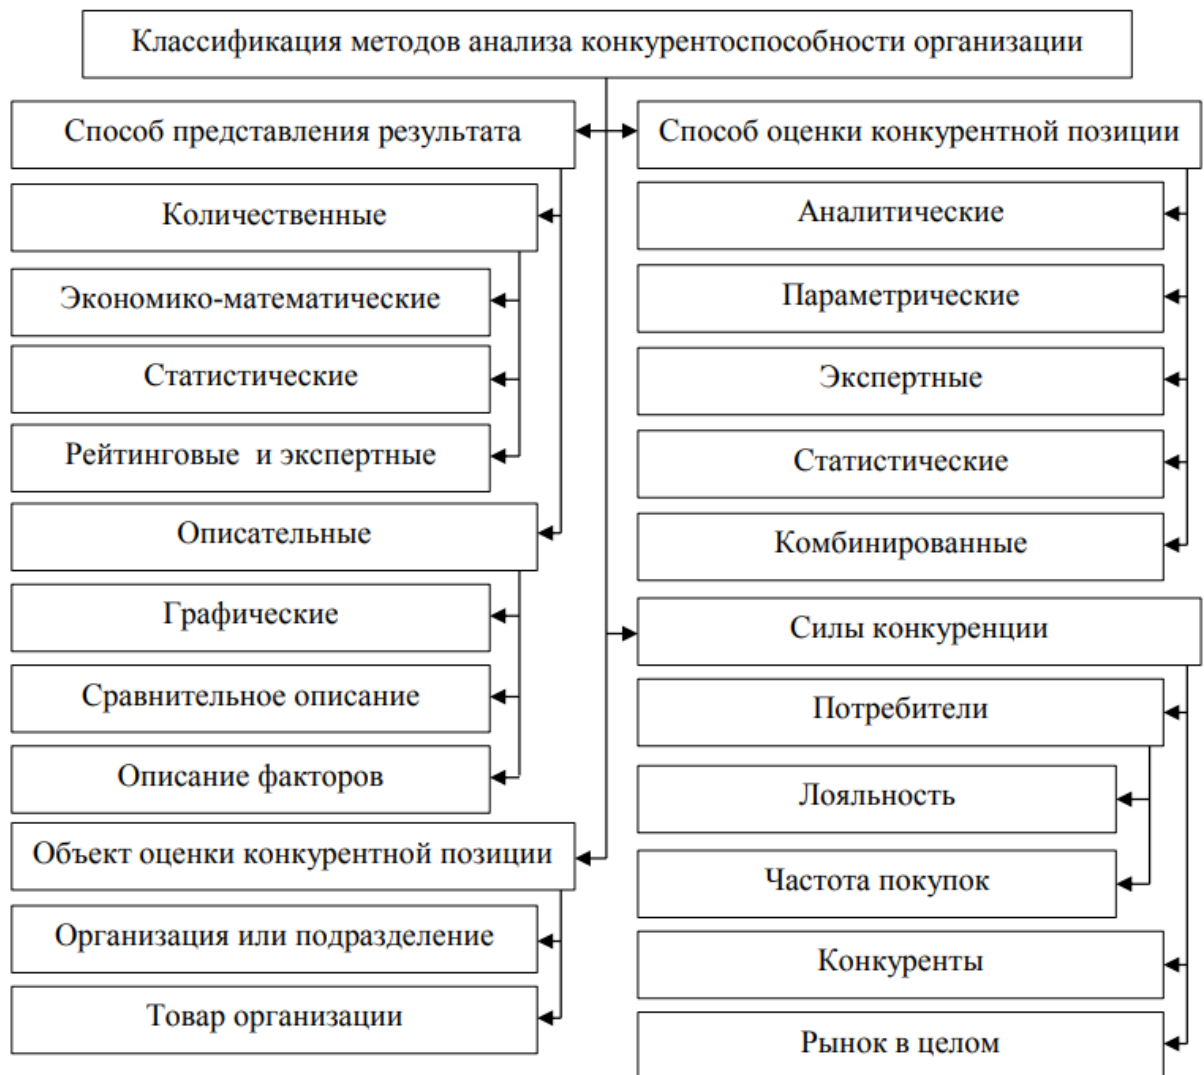 Классификация методов анализа конкурентоспособности организации
Способ представления результата
Количественные
Экономико-математические
Статистические
Рейтинговые и экспертные
Описательные
Графические
Сравнительное описание
Описание факторов
Объект оценки конкурентной позиции
Организация или подразделение
Товар организации
Способ оценки конкурентной позиции
Аналитические
Параметрические
Экспертные
Статистические
Комбинированные
Силы конкуренции
Потребители
Лояльность
Частота покупок
Конкуренты
Рынок в целом